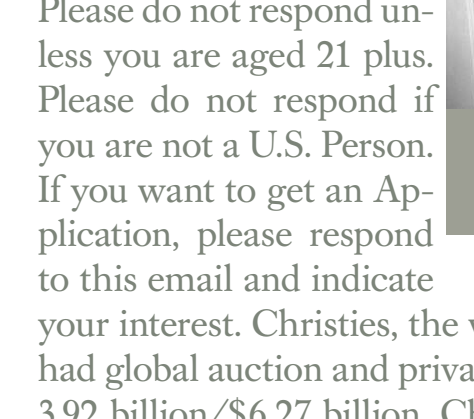 Please do not respond un-
less you are aged 21 plus.
Please do not respond if
you are not a U.S. Person.
If you want to get an Ap-
plication, please respond
to this email and indicate
your interest. Christies, the
had global auction and
3.92 billion/$6.27 billion.